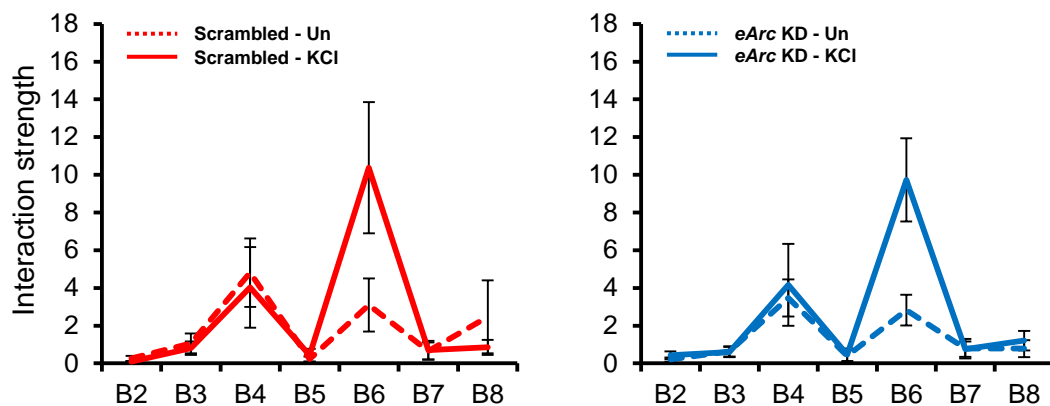 Interaction strength
18
16
14
12
10
8
6
4
2
0
Scrambled - Un
Scrambled - KCl
B2 B3 B4 B5 B6 B7 B8
18
16
14
12
10
8
6
4
2
0
eArc KD - Un
eArc KD - KCl
B2 B3 B4 B5 B6 B7 B8